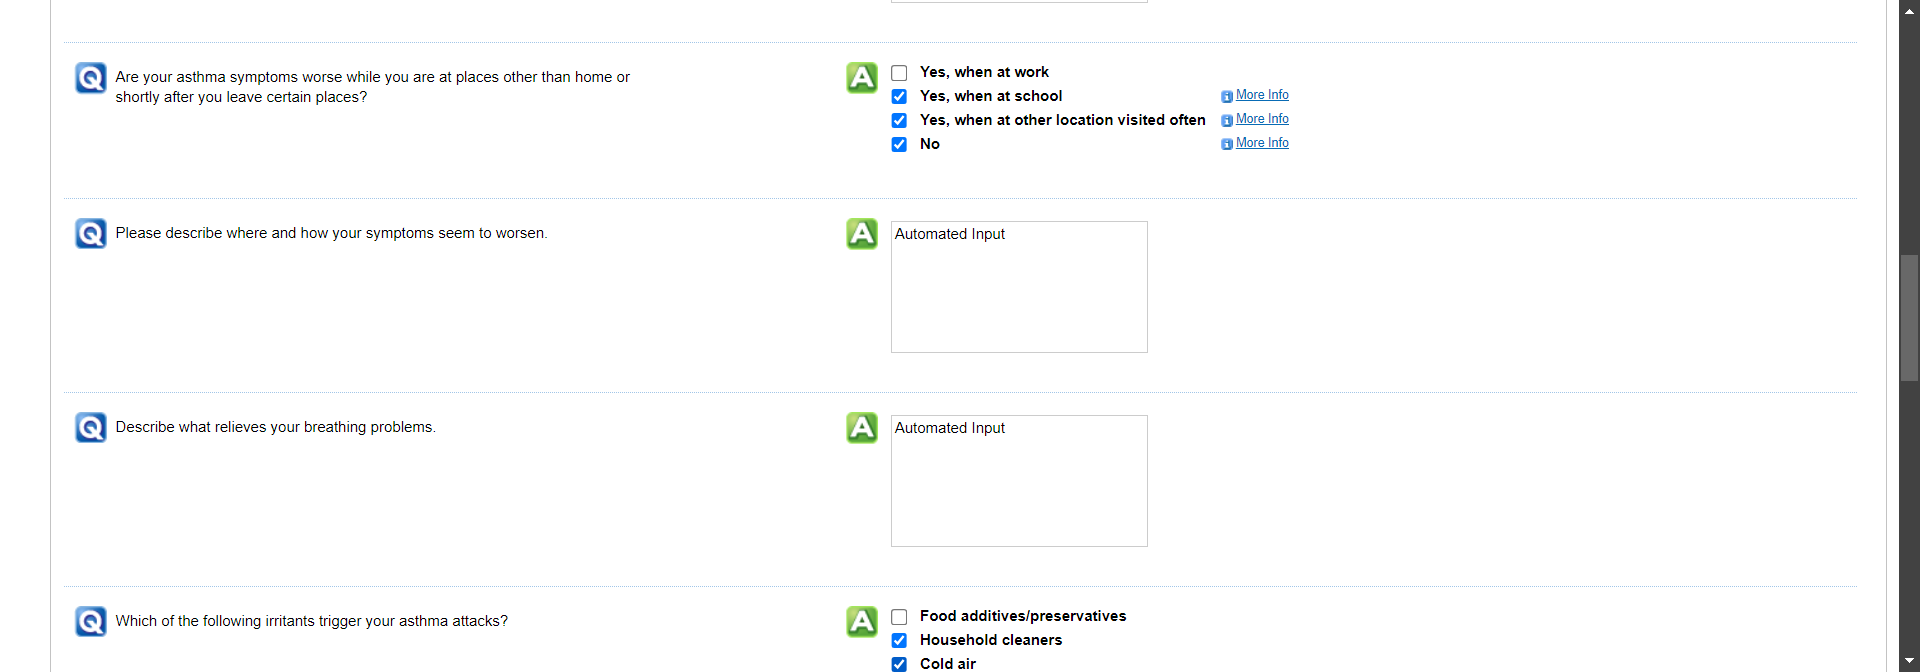 Are your asthma symptoms worse while you are at places other than home or
shortly after you leave certain places?
Yes, when at work
Yes, when at school More Info
Yes, when at other location visited often More Info
No More Info
Please describe where and how your symptoms seem to worsen.
Automated Input
Describe what relieves your breathing problems.
Automated Input
Which of the following irritants trigger your asthma attacks?
Food additives/preservatives
Household cleaners
Cold air